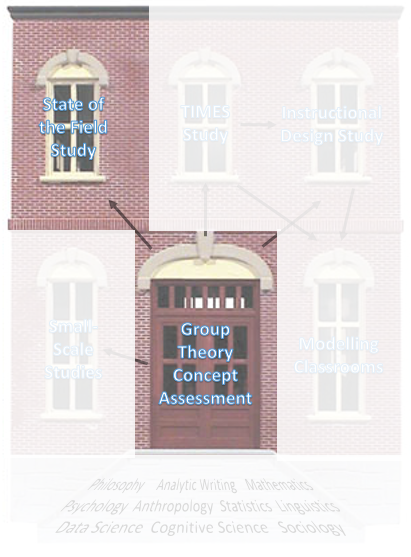 State of
the Field
Study
TIMES
Study
Instructional
Design Study
Small
Scale
Studies
Group
Theory
Concept
Assessment
Modelling
Classrooms
Philosophy Analytic Writing Mathematics
Psychology Anthropology Statistics Linguistics
Data Science Cognitive Science Sociology